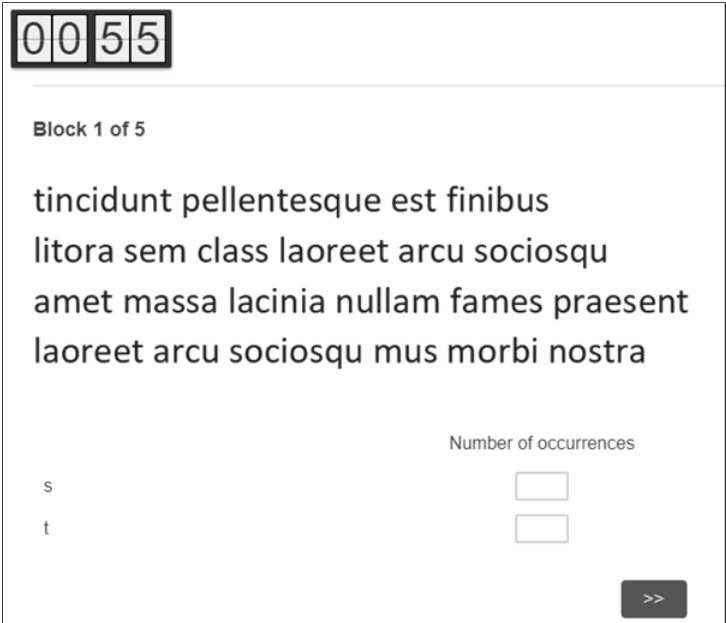 0055
Block 1 of 5
tincidunt pellentesque est finibus
litora sem class laoreet arcu sociosqu
amet massa lacinia nullam fames praesent
laoreet arcu sociosqu mus morbi nostra
Number of occurrences
s
t
>>